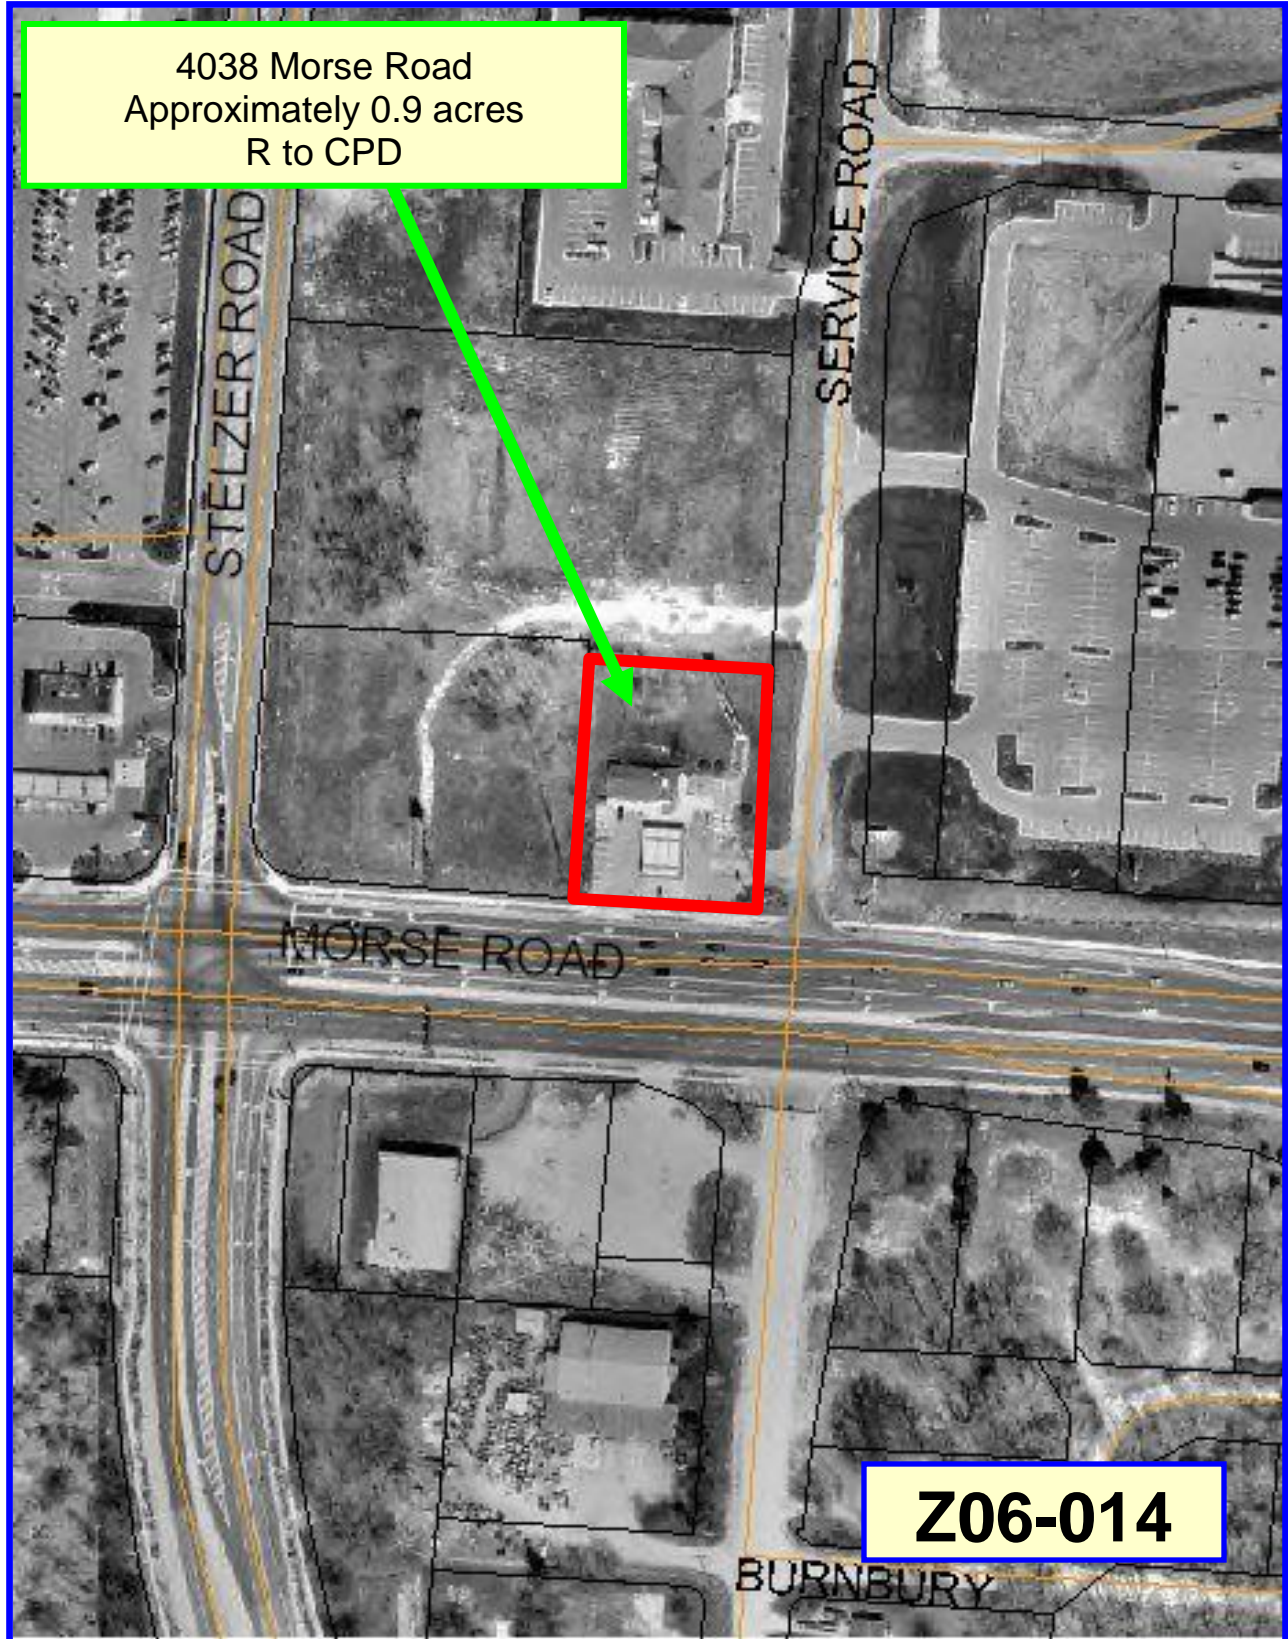 4038 Morse Road
Approximately 0.9 acres
R to CPD
STELZER ROAD
SERVICE ROAD
MORSE ROAD
Z06-014
BURNBURY